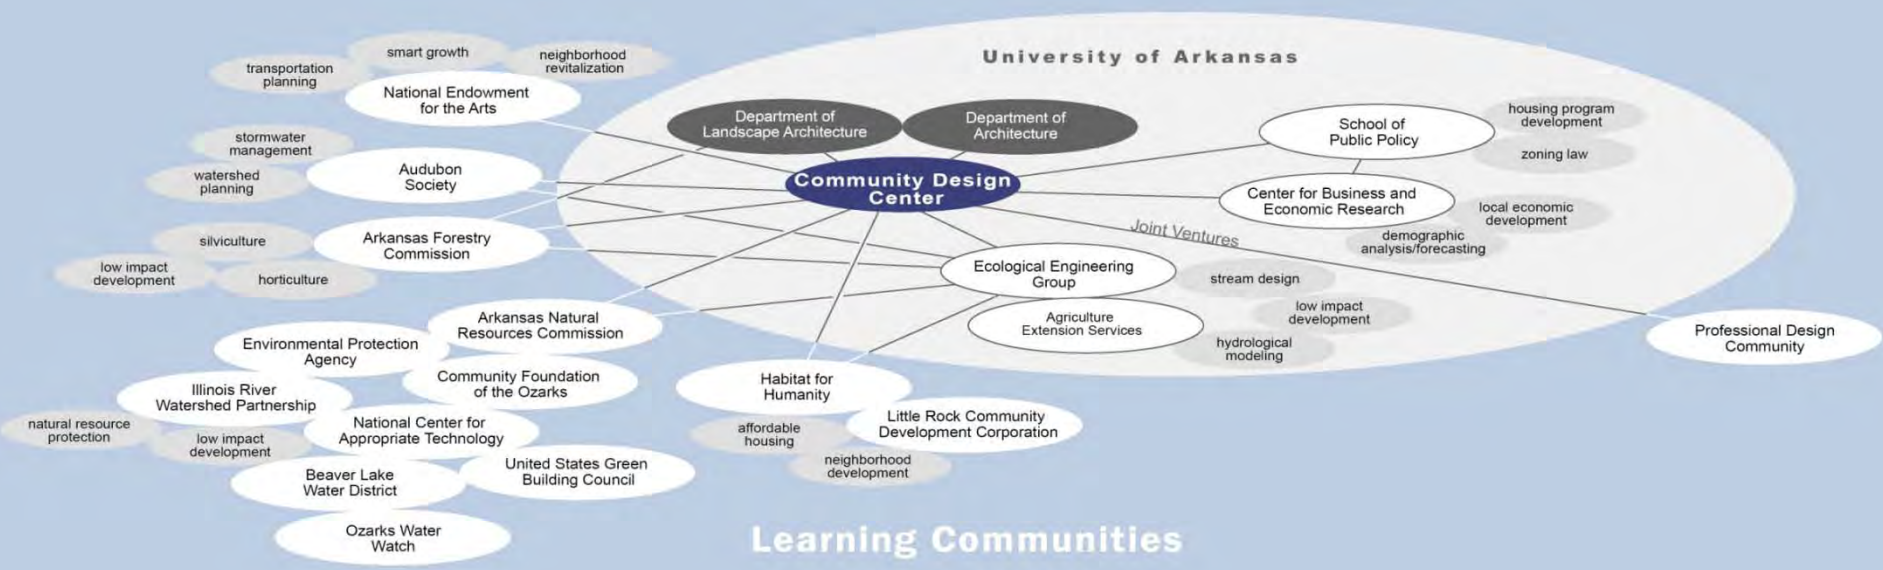 University of Arkansas
smart growth
neighborhood
revitalization
transportation
planning
National Endowment
for the Arts
stormwater
management
Audubon
Society
watershed
planning
silviculture
Arkansas Forestry
Commission
low impact
development
horticulture
Arkansas Natural
Resources Commission
Environmental Protection
Agency
Community Foundation
of the Ozarks
Illinois River
Watershed Partnership
natural resource
protection
low impact
development
National Center for
Appropriate Technology
United States Green
Building Council
Beaver Lake
Water District
Ozarks Water
Watch
Department of
Landscape Architecture
Department of
Architecture
Community Design
Center
School of
Public Policy
housing program
development
zoning law
Center for Business and
Economic Research
local economic
development
demographic
analysis/forecasting
Joint Ventures
Ecological Engineering
Group
stream design
Agriculture
Extension Services
low impact
development
hydrological
modeling
Professional Design
Community
Habitat for
Humanity
Little Rock Community
Development Corporation
affordable
housing
neighborhood
development
Learning Communities